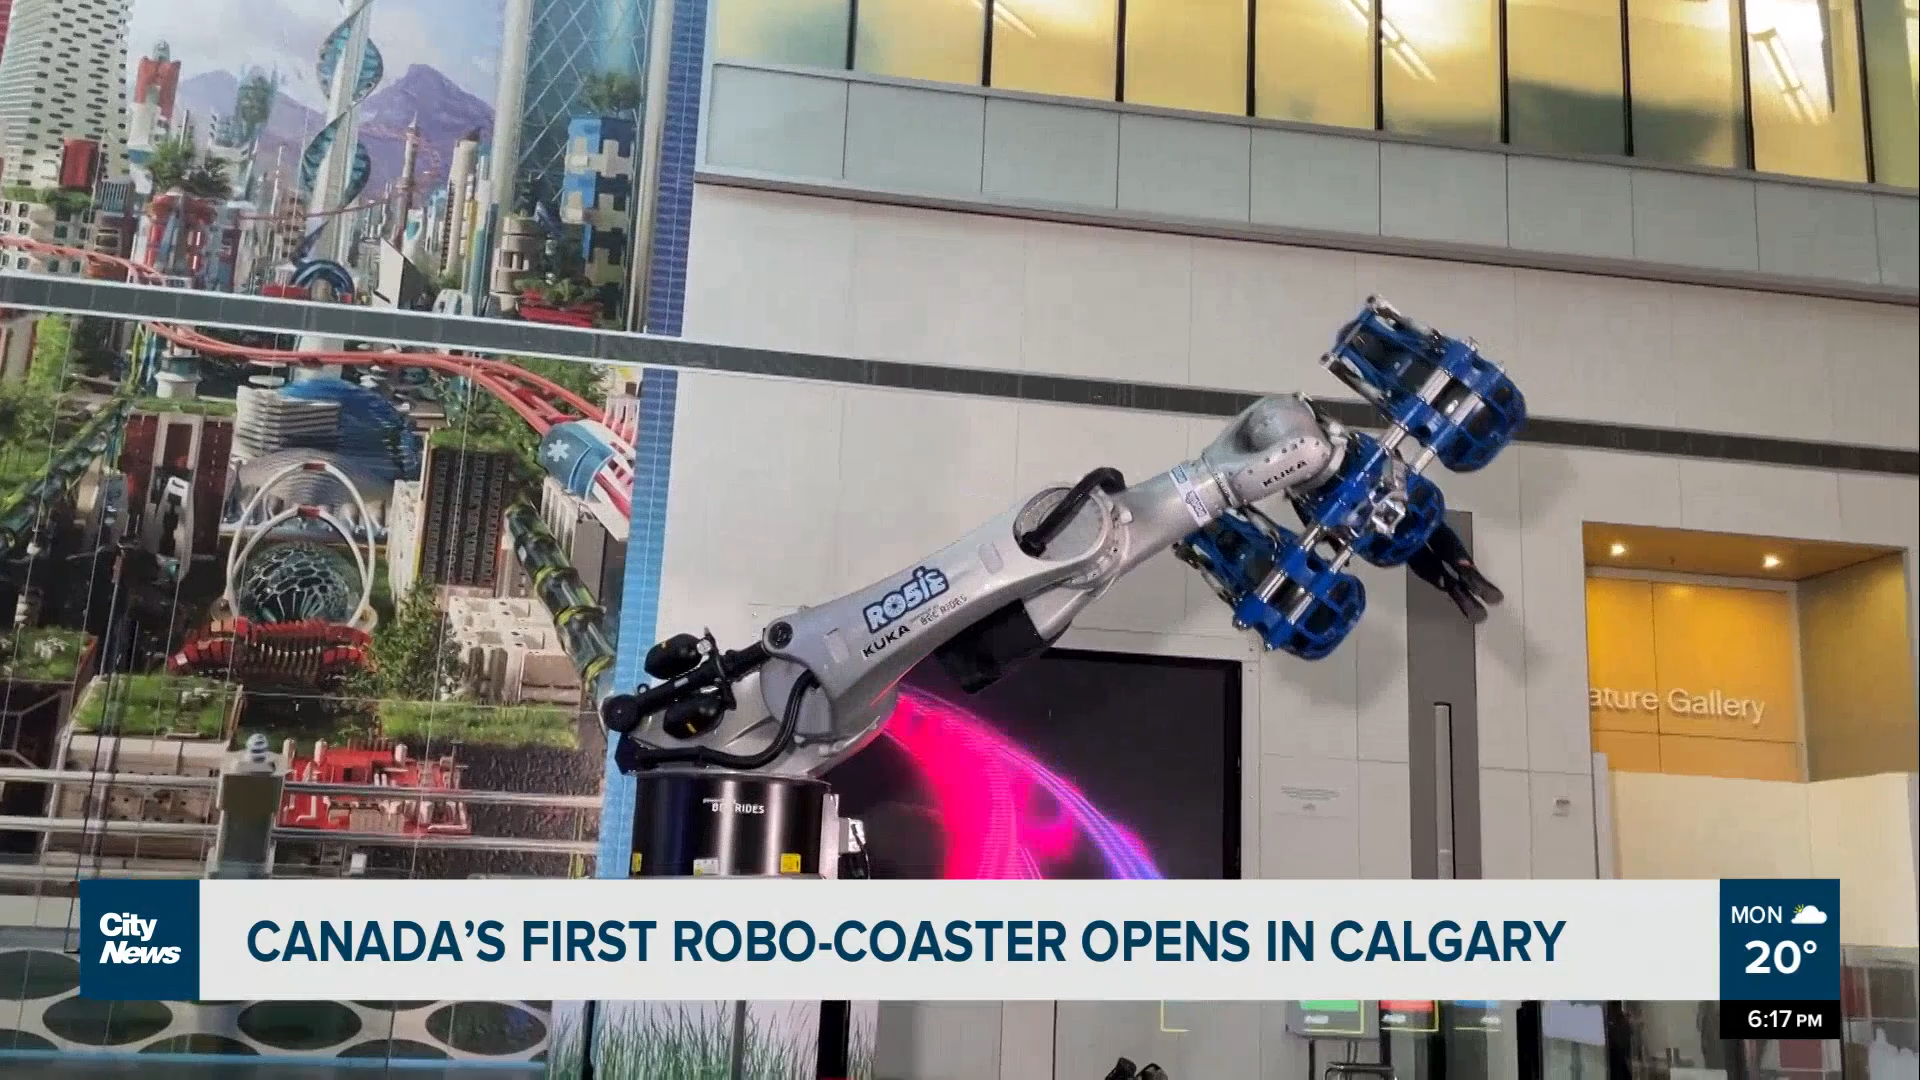 KUKA
ROSIE
KUKA
BEC RIDES
BEC RIDES
ature Gallery
City
News
CANADA'S FIRST ROBO-COASTER OPENS IN CALGARY
MON
20°
6:17 PM